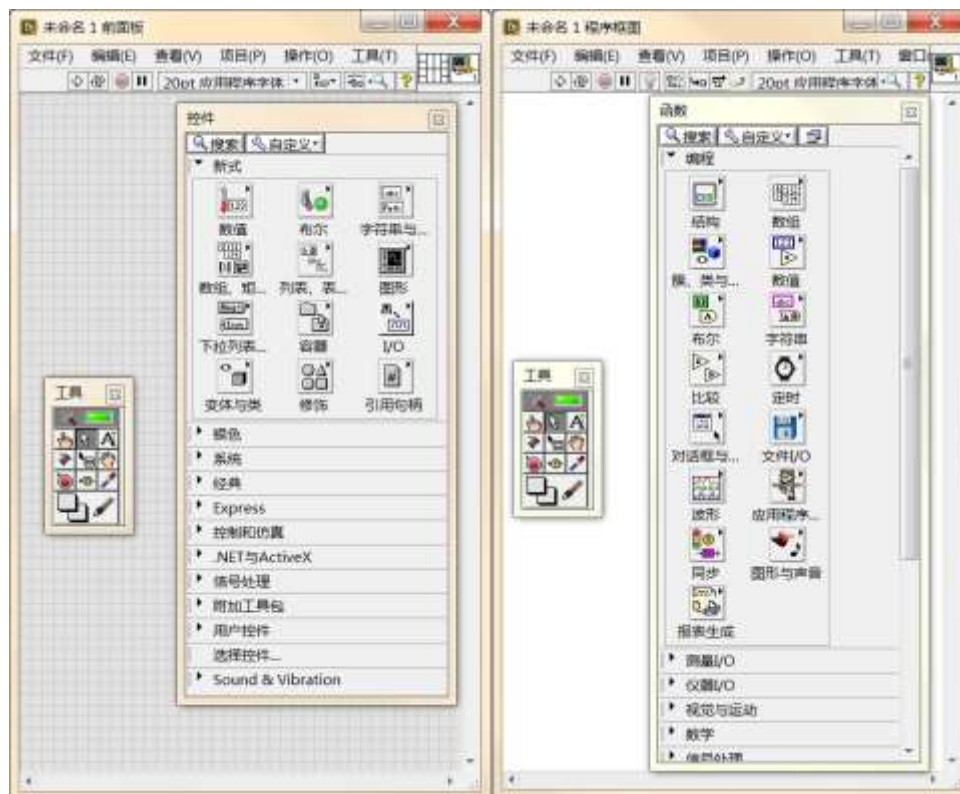 未命名 1 前面板
文件(F) 编辑(E) 查看(V) 项目(P) 操作(O) 工具(T)
20pt 应用程序字体
控件
搜索 自定义
新式
数值 布尔 字符串与...
数组、矩... 列表、表... 图形
下拉列表... 容器 I/O
变体与类 修饰 引用句柄
银色
系统
经典
Express
控制和仿真
.NET与ActiveX
信号处理
附加工具包
用户控件
选择控件...
Sound & Vibration
工具
未命名 1 程序框图
文件(F) 编辑(E) 查看(V) 项目(P) 操作(O) 工具(T) 窗口
20pt 应用程序字体
函数
搜索 自定义
编程
结构 数组
簇、类与... 数值
布尔 字符串
比较 定时
对话框与... 文件I/O
波形 应用程序...
同步 图形与声音
报表生成
测量I/O
仪器I/O
视觉与运动
数学
信号处理
工具